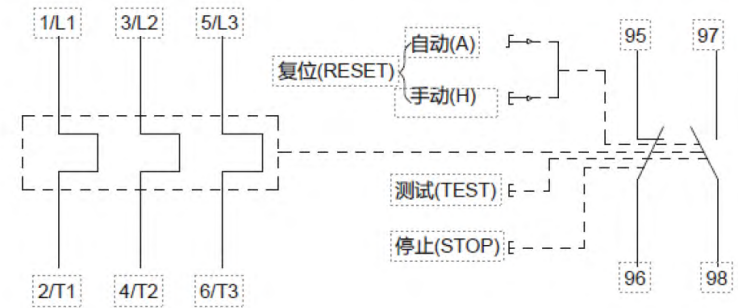 1/L1 3/L2 5/L3
自动(A)
95 97
复位(RESET)
手动(H)
测试(TEST)
停止(STOP)
96 98
2/T1 4/T2 6/T3